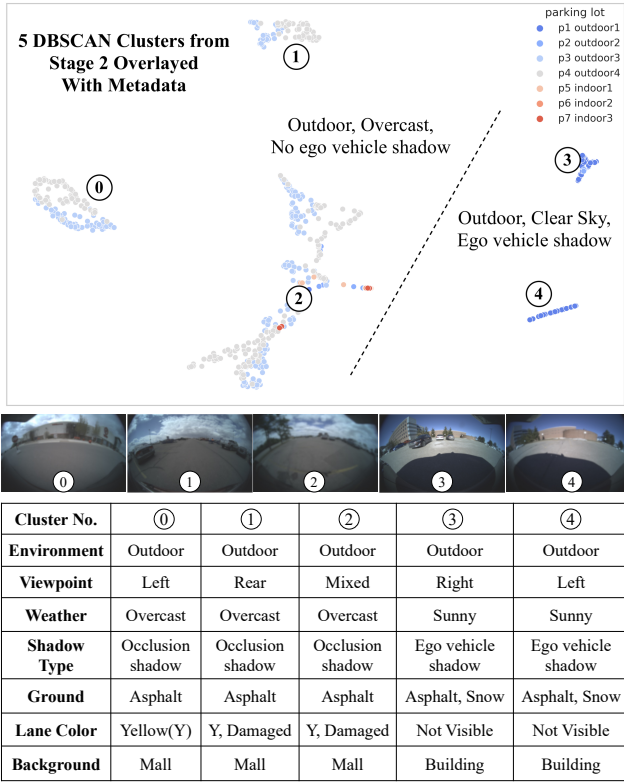 5 DBSCAN Clusters from
Stage 2 Overlayed
With Metadata
parking lot
p1 outdoor1
p2 outdoor2
p3 outdoor3
p4 outdoor4
p5 indoor1
p6 indoor2
p7 indoor3
1
Outdoor, Overcast,
No ego vehicle shadow
3
0
Outdoor, Clear Sky,
Ego vehicle shadow
2
4
0 1 2 3 4
Cluster No. 0 1 2 3 4
Environment Outdoor Outdoor Outdoor Outdoor Outdoor
Viewpoint Left Rear Mixed Right Left
Weather Overcast Overcast Overcast Sunny Sunny
Shadow Type Occlusion shadow Occlusion shadow Occlusion shadow Ego vehicle shadow Ego vehicle shadow
Ground Asphalt Asphalt Asphalt Asphalt, Snow Asphalt, Snow
Lane Color Yellow(Y) Y, Damaged Y, Damaged Not Visible Not Visible
Background Mall Mall Mall Building Building